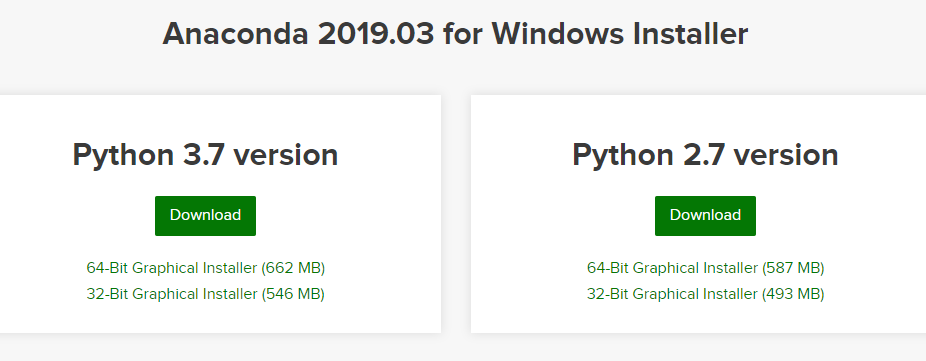 Anaconda 2019.03 for Windows Installer
Python 3.7 version
Download
64-Bit Graphical Installer (662 MB)
32-Bit Graphical Installer (546 MB)
Python 2.7 version
Download
64-Bit Graphical Installer (587 MB)
32-Bit Graphical Installer (493 MB)